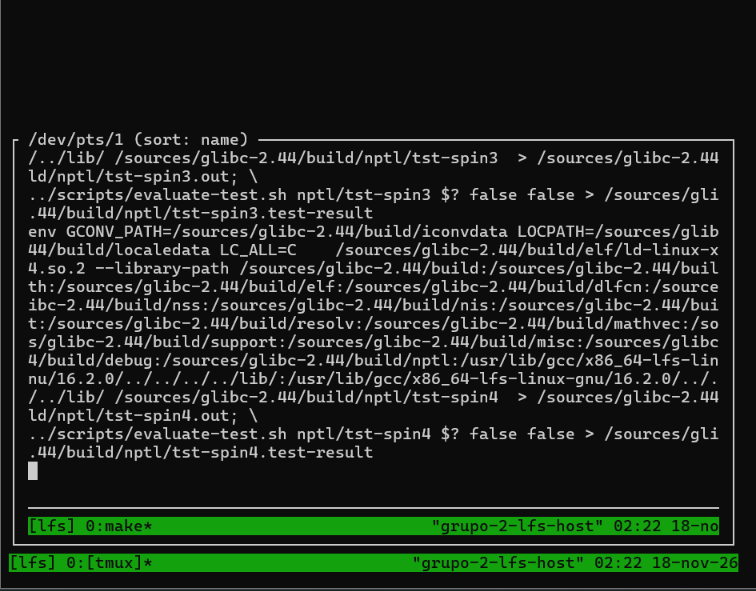 /dev/pts/1 (sort: name)
/../lib/ /sources/glibc-2.44/build/nptl/tst-spin3  > /sources/glibc-2.44
ld/nptl/tst-spin3.out; \
../scripts/evaluate-test.sh nptl/tst-spin3 $? false false > /sources/gli
.44/build/nptl/tst-spin3.test-result
env GCONV_PATH=/sources/glibc-2.44/build/iconvdata LOCPATH=/sources/glib
44/build/localedata LC_ALL=C    /sources/glibc-2.44/build/elf/ld-linux-x
4.so.2 --library-path /sources/glibc-2.44/build:/sources/glibc-2.44/buil
th:/sources/glibc-2.44/build/elf:/sources/glibc-2.44/build/dlfcn:/source
ibc-2.44/build/nss:/sources/glibc-2.44/build/nis:/sources/glibc-2.44/bui
t:/sources/glibc-2.44/build/resolv:/sources/glibc-2.44/build/mathvec:/so
s/glibc-2.44/build/support:/sources/glibc-2.44/build/misc:/sources/glibc
4/build/debug:/sources/glibc-2.44/build/nptl:/usr/lib/gcc/x86_64-lfs-lin
nu/16.2.0/../../../../lib/:/usr/lib/gcc/x86_64-lfs-linux-gnu/16.2.0/../.
/../lib/ /sources/glibc-2.44/build/nptl/tst-spin4  > /sources/glibc-2.44
ld/nptl/tst-spin4.out; \
../scripts/evaluate-test.sh nptl/tst-spin4 $? false false > /sources/gli
.44/build/nptl/tst-spin4.test-result
[lfs] 0:make*                              "grupo-2-lfs-host" 02:22 18-no
[lfs] 0:[tmux]*                            "grupo-2-lfs-host" 02:22 18-nov-26